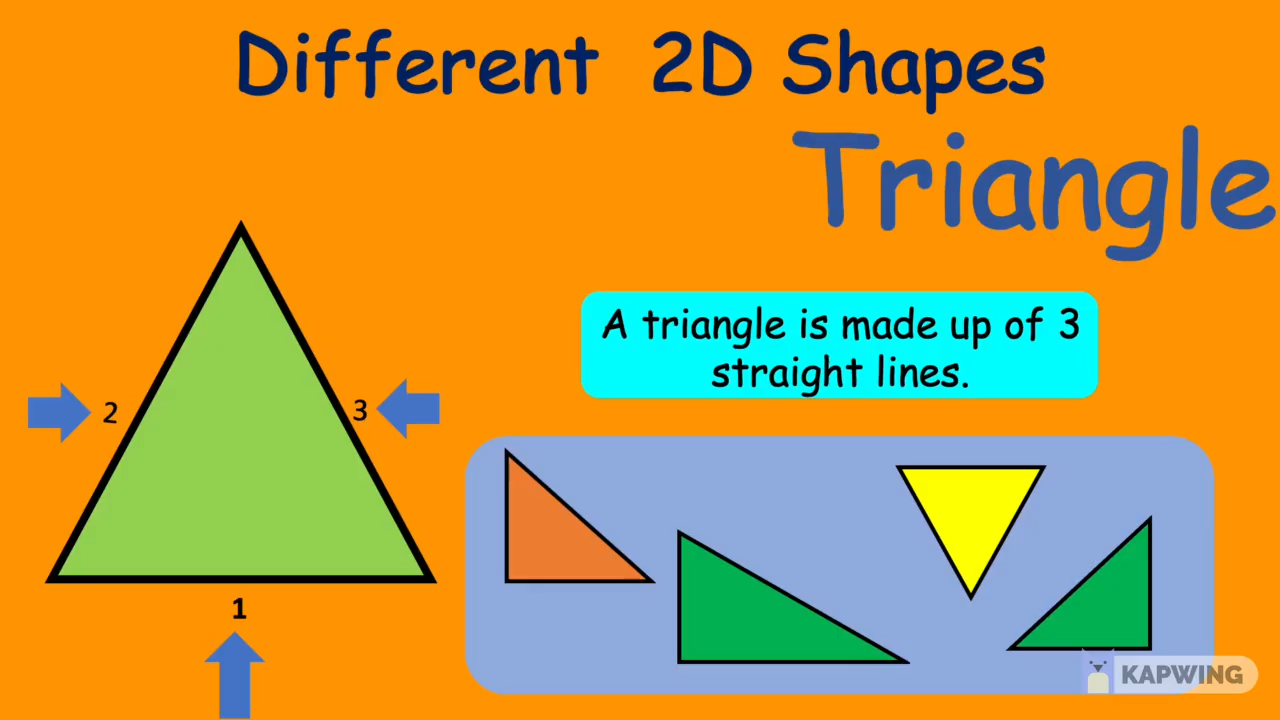 Different 2D Shapes
Triangle
A triangle is made up of 3
straight lines.
2
3
1
KAPWING